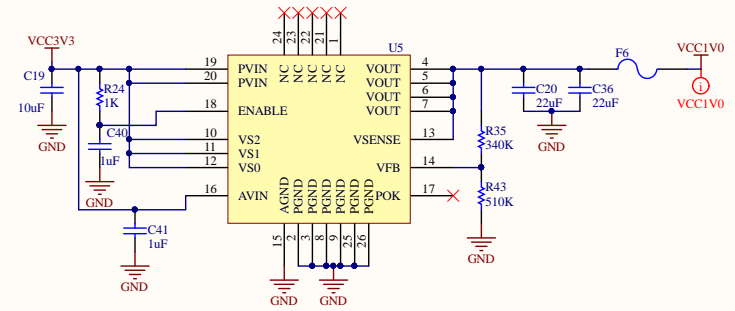 24
23
22
21
1
VCC3V3
U5
F6
VCC1V0
VCC1V0
C19
10uF
GND
R24
1K
C40
1uF
GND
C41
1uF
GND
19
20
18
10
11
12
16
PVIN
PVIN
ENABLE
VS2
VS1
VS0
AVIN
NC
NC
NC
NC
NC
VOUT
VOUT
VOUT
VOUT
VSENSE
VFB
POK
4
5
6
7
13
14
17
AGND
PGND
PGND
PGND
PGND
PGND
PGND
15
2
3
8
9
25
26
GND
GND
R35
340K
R43
510K
GND
C20
22uF
C36
22uF
GND
i